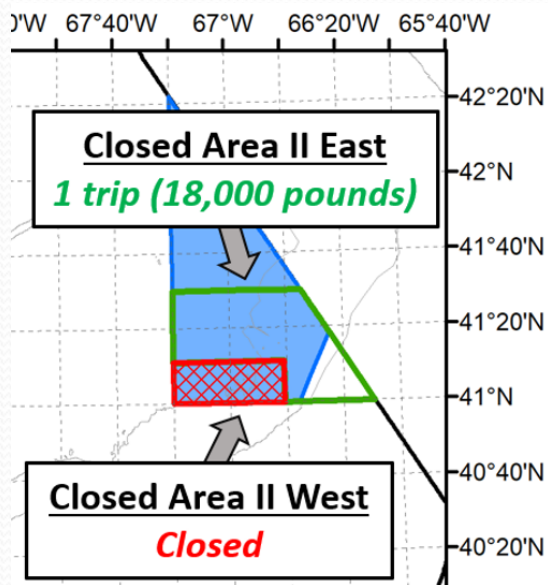 0'W 67°40'W 67°W 66°20'W 65°40'W
42°20'N
Closed Area II East
1 trip (18,000 pounds)
42°N
41°40'N
41°20'N
41°N
40°40'N
Closed Area II West
Closed
40°20'N